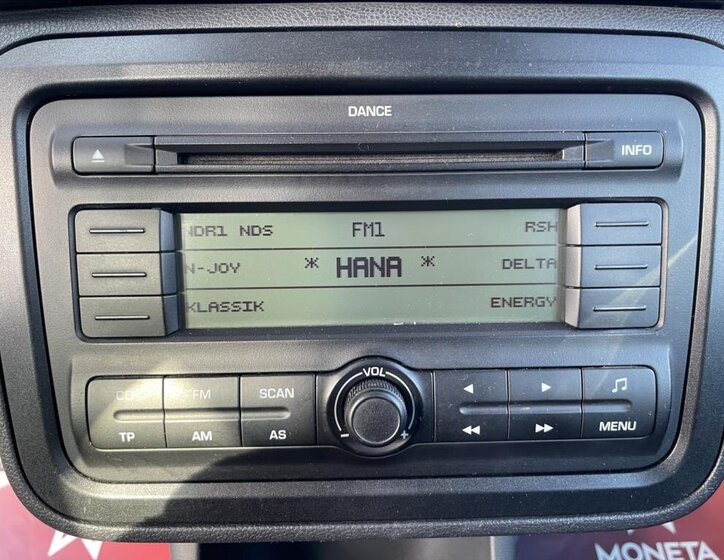 DANCE
INFO
NDR1 NDS FM1 RSH
N-JOY * HANA * DELTA
KLASSIK ENERGY
VOL
CD FM SCAN
TP AM AS MENU
MONETA